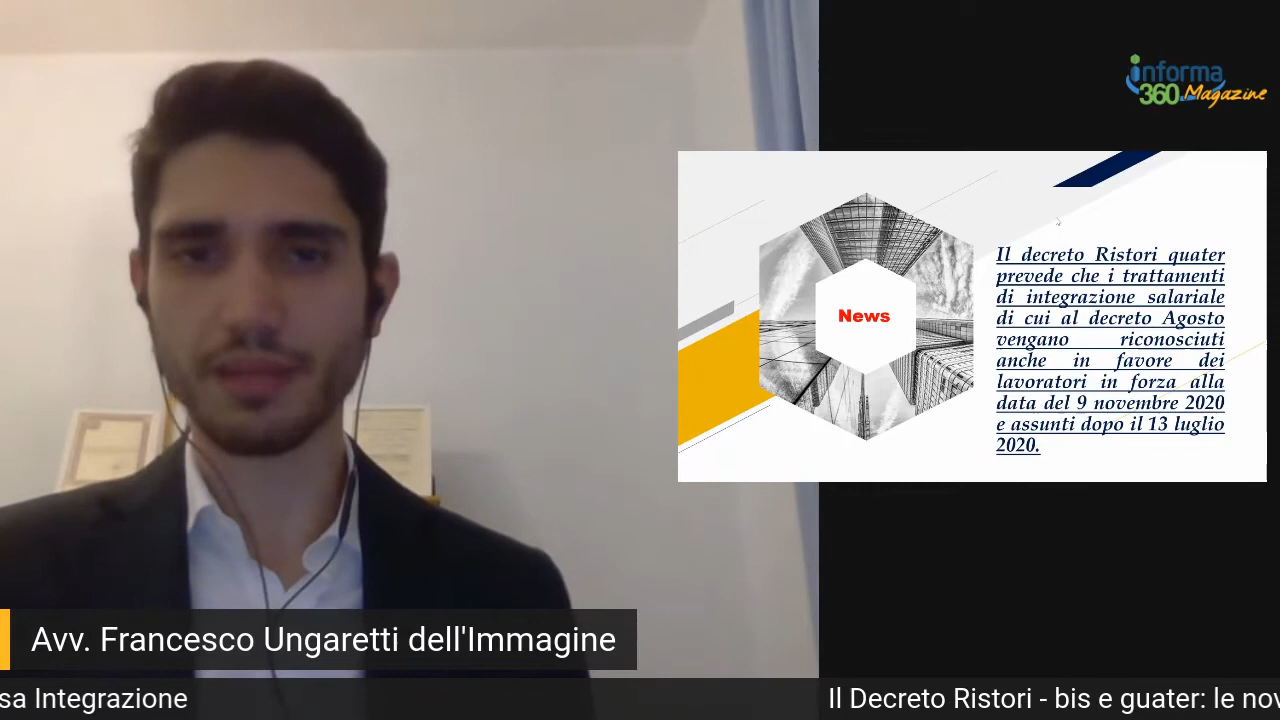 informa
360 Magazine
News
Il decreto Ristori quater
prevede che i trattamenti
di integrazione salariale
di cui al decreto Agosto
vengano riconosciuti
anche in favore dei
lavoratori in forza alla
data del 9 novembre 2020
e assunti dopo il 13 luglio
2020.
Avv. Francesco Ungaretti dell'Immagine
sa Integrazione
Il Decreto Ristori - bis e guater: le nov